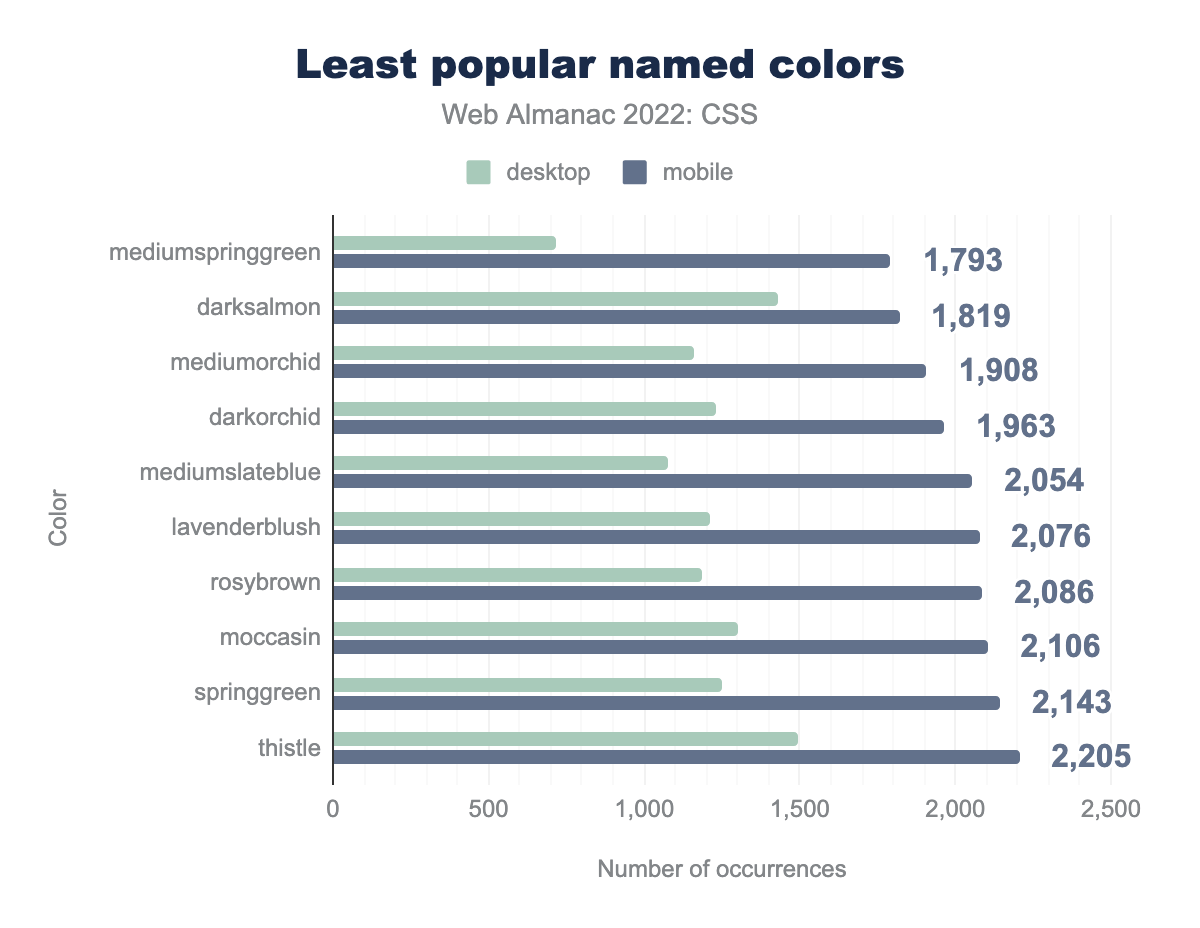 Least popular named colors
Web Almanac 2022: CSS
desktop mobile
mediumspringgreen 1,793
darksalmon 1,819
mediumorchid 1,908
darkorchid 1,963
mediumslateblue 2,054
lavenderblush 2,076
rosybrown 2,086
moccasin 2,106
springgreen 2,143
thistle 2,205
Color
0 500 1,000 1,500 2,000 2,500
Number of occurrences